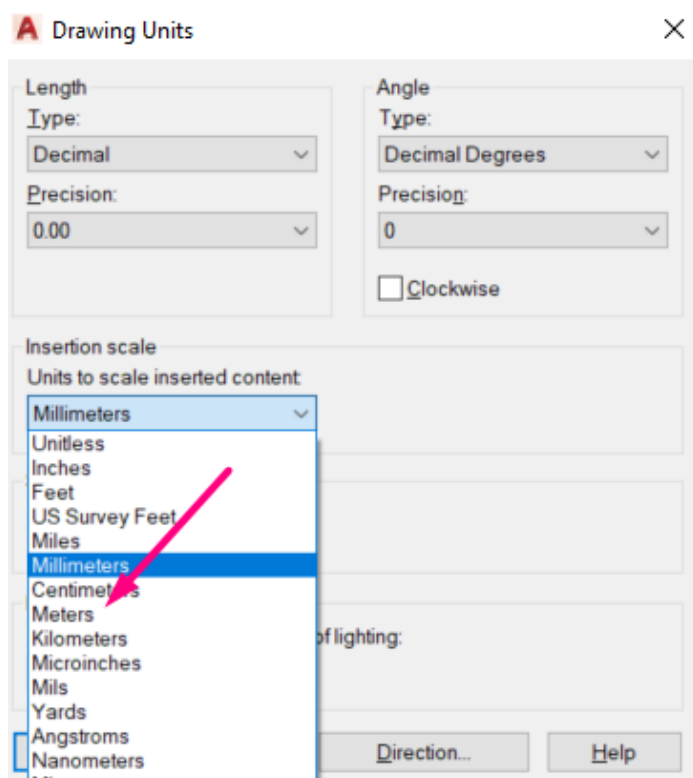 Drawing Units
Length
Type:
Decimal
Precision:
0.00
Angle
Type:
Decimal Degrees
Precision:
0
Clockwise
Insertion scale
Units to scale inserted content:
Millimeters
Unitless
Inches
Feet
US Survey Feet
Miles
Millimeters
Centimeters
Meters
Kilometers
Microinches
Mils
Yards
Angstroms
Nanometers
of lighting:
Direction...
Help